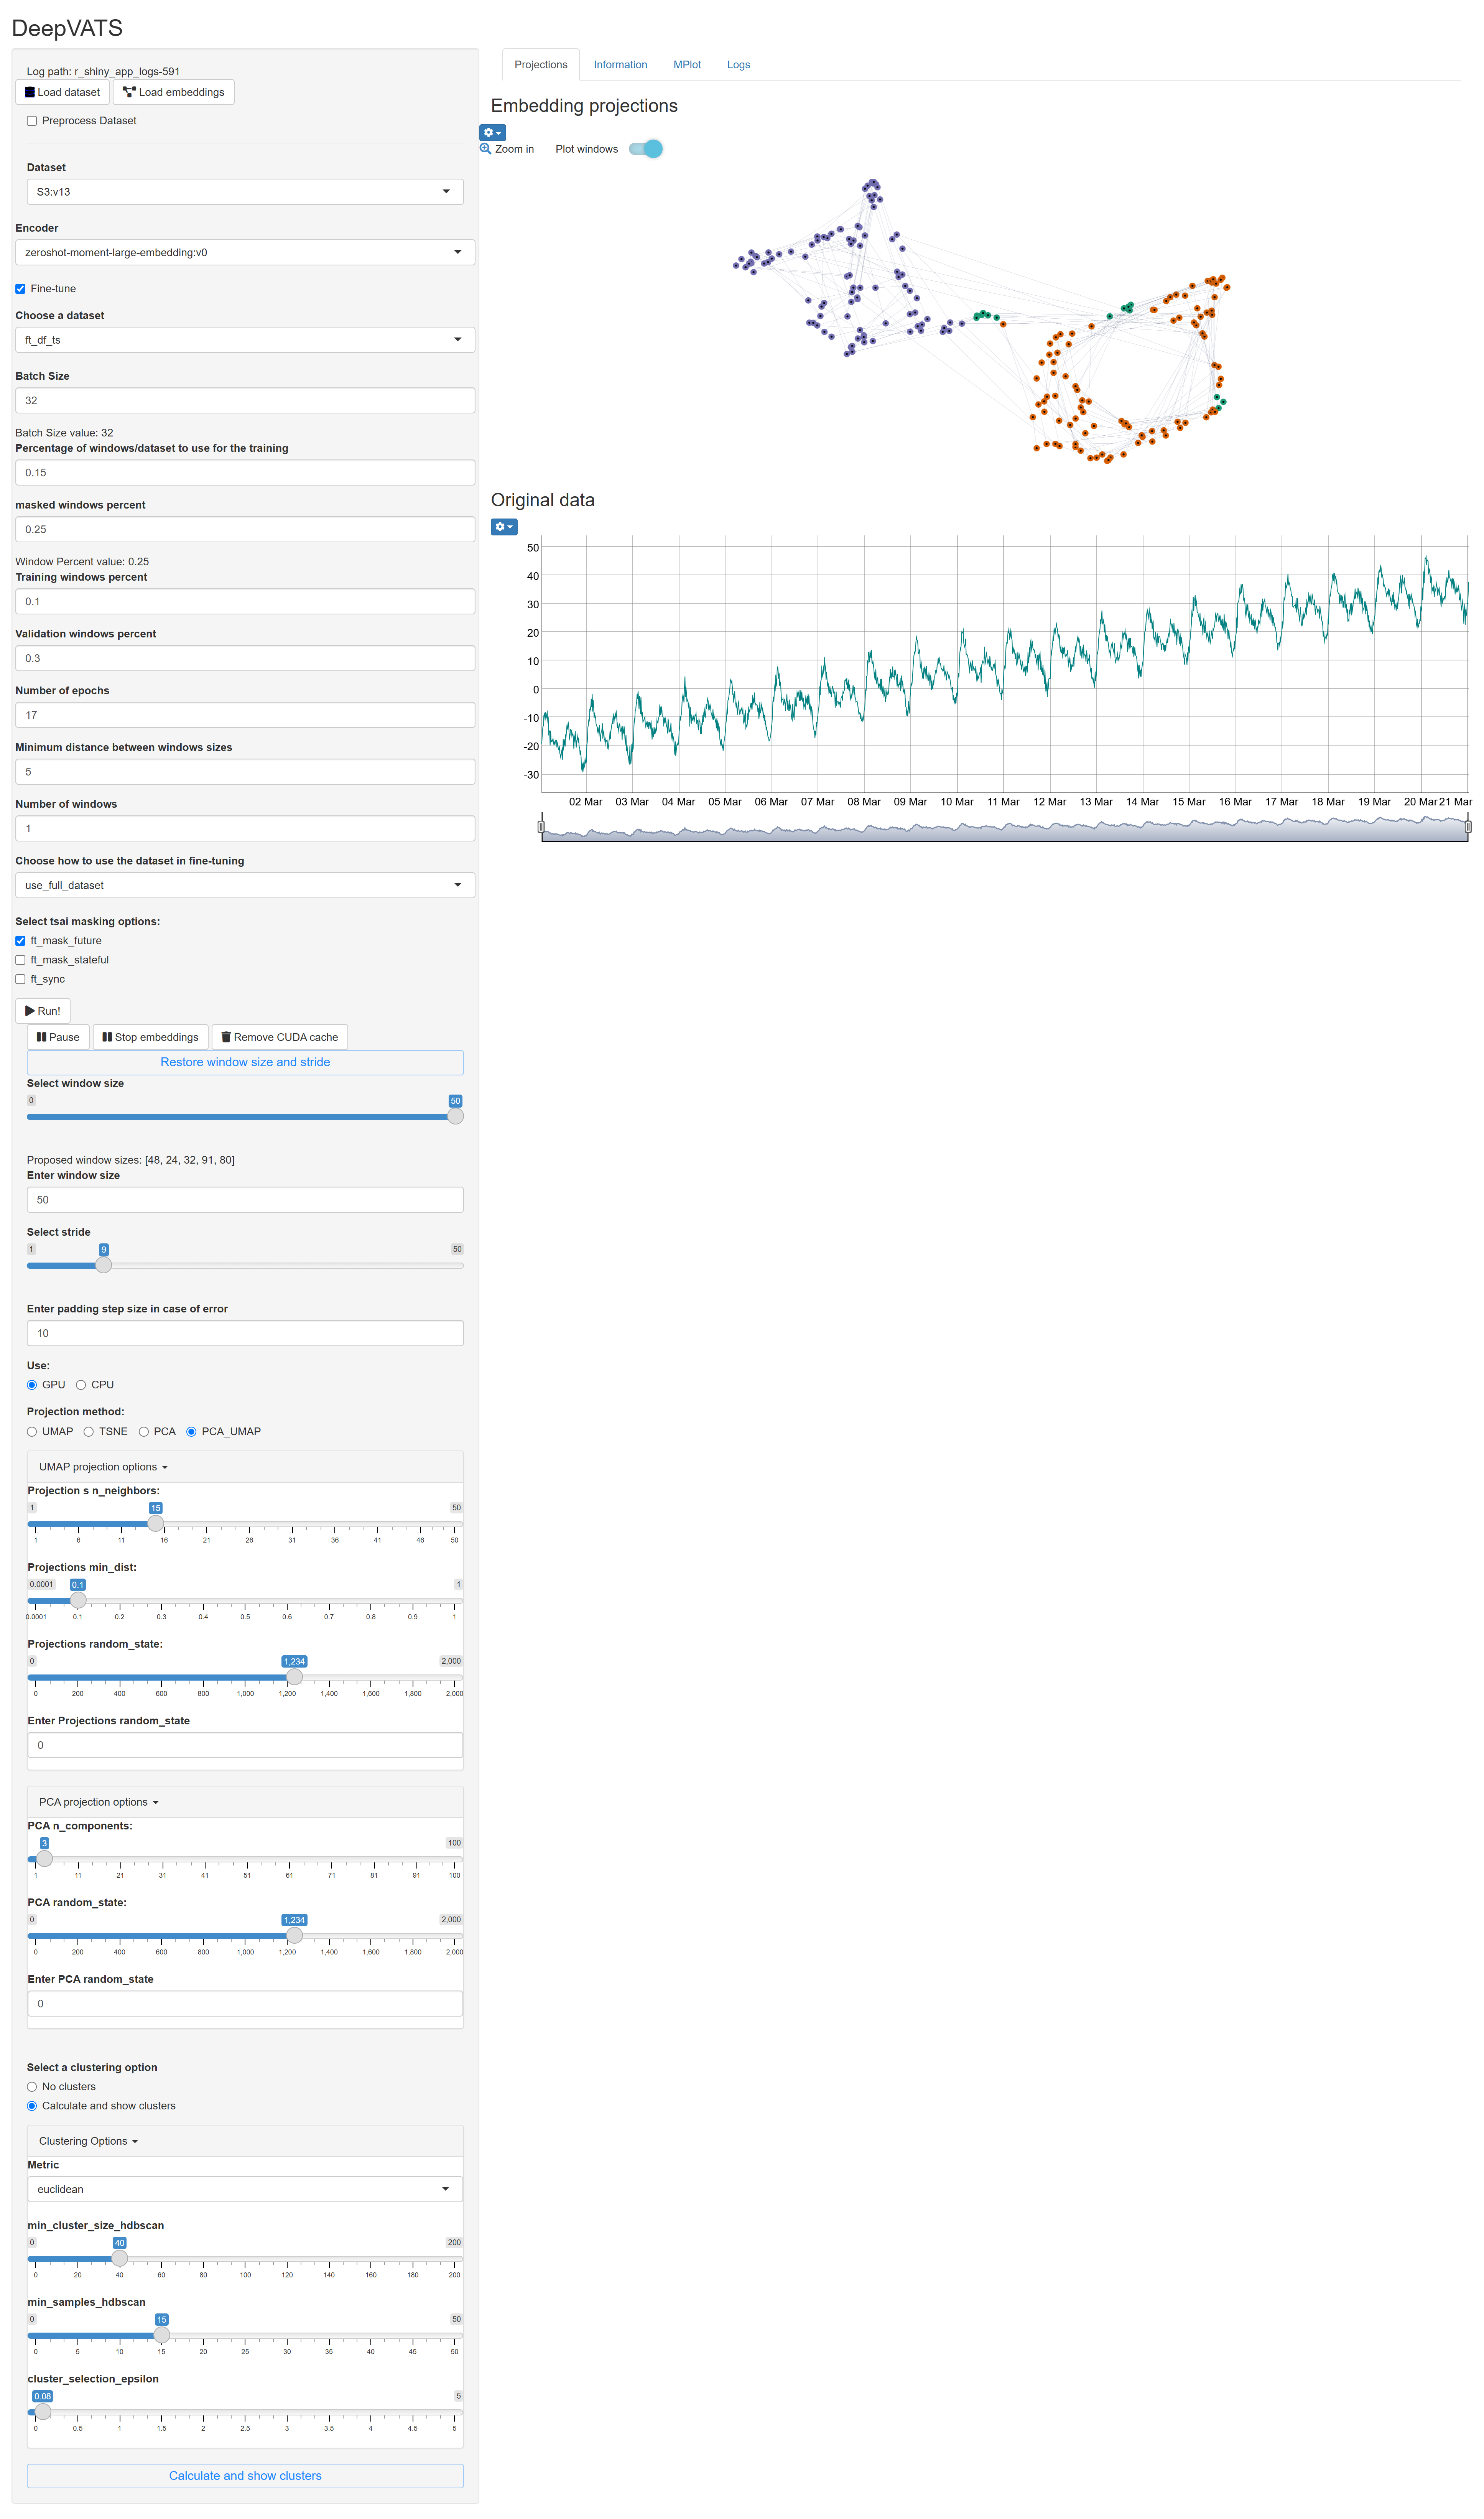 DeepVATS
Log path: r_shiny_app_logs-591
Load dataset
Load embeddings
Preprocess Dataset
Dataset
S3:v13
Encoder
zeroshot-moment-large-embedding:v0
Fine-tune
Choose a dataset
ft_df_ts
Batch Size
32
Batch Size value: 32
Percentage of windows/dataset to use for the training
0.15
masked windows percent
0.25
Window Percent value: 0.25
Training windows percent
0.1
Validation windows percent
0.3
Number of epochs
17
Minimum distance between windows sizes
5
Number of windows
1
Choose how to use the dataset in fine-tuning
use_full_dataset
Select tsai masking options:
ft_mask_future
ft_mask_stateful
ft_sync
Run!
Pause
Stop embeddings
Remove CUDA cache
Restore window size and stride
Select window size
0 50
Proposed window sizes: [48, 24, 32, 91, 80]
Enter window size
50
Select stride
1 9 50
Enter padding step size in case of error
10
Use:
GPU CPU
Projection method:
UMAP TSNE PCA PCA_UMAP
UMAP projection options
Projection s n_neighbors:
1 15 50
1 6 11 16 21 26 31 36 41 46 50
Projections min_dist:
0.0001 0.1 1
0.0001 0.1 0.2 0.3 0.4 0.5 0.6 0.7 0.8 0.9 1
Projections random_state:
0 1,234 2,000
0 200 400 600 800 1,000 1,200 1,400 1,600 1,800 2,000
Enter Projections random_state
0
PCA projection options
PCA n_components:
3 100
1 11 21 31 41 51 61 71 81 91 100
PCA random_state:
0 1,234 2,000
0 200 400 600 800 1,000 1,200 1,400 1,600 1,800 2,000
Enter PCA random_state
0
Select a clustering option
No clusters
Calculate and show clusters
Clustering Options
Metric
euclidean
min_cluster_size_hdbscan
0 40 200
0 20 40 60 80 100 120 140 160 180 200
min_samples_hdbscan
0 15 50
0 5 10 15 20 25 30 35 40 45 50
cluster_selection_epsilon
0.08 5
0 0.5 1 1.5 2 2.5 3 3.5 4 4.5 5
Calculate and show clusters
Projections Information MPlot Logs
Embedding projections
Zoom in Plot windows
Original data
50
40
30
20
10
0
-10
-20
-30
02 Mar 03 Mar 04 Mar 05 Mar 06 Mar 07 Mar 08 Mar 09 Mar 10 Mar 11 Mar 12 Mar 13 Mar 14 Mar 15 Mar 16 Mar 17 Mar 18 Mar 19 Mar 20 Mar 21 Mar